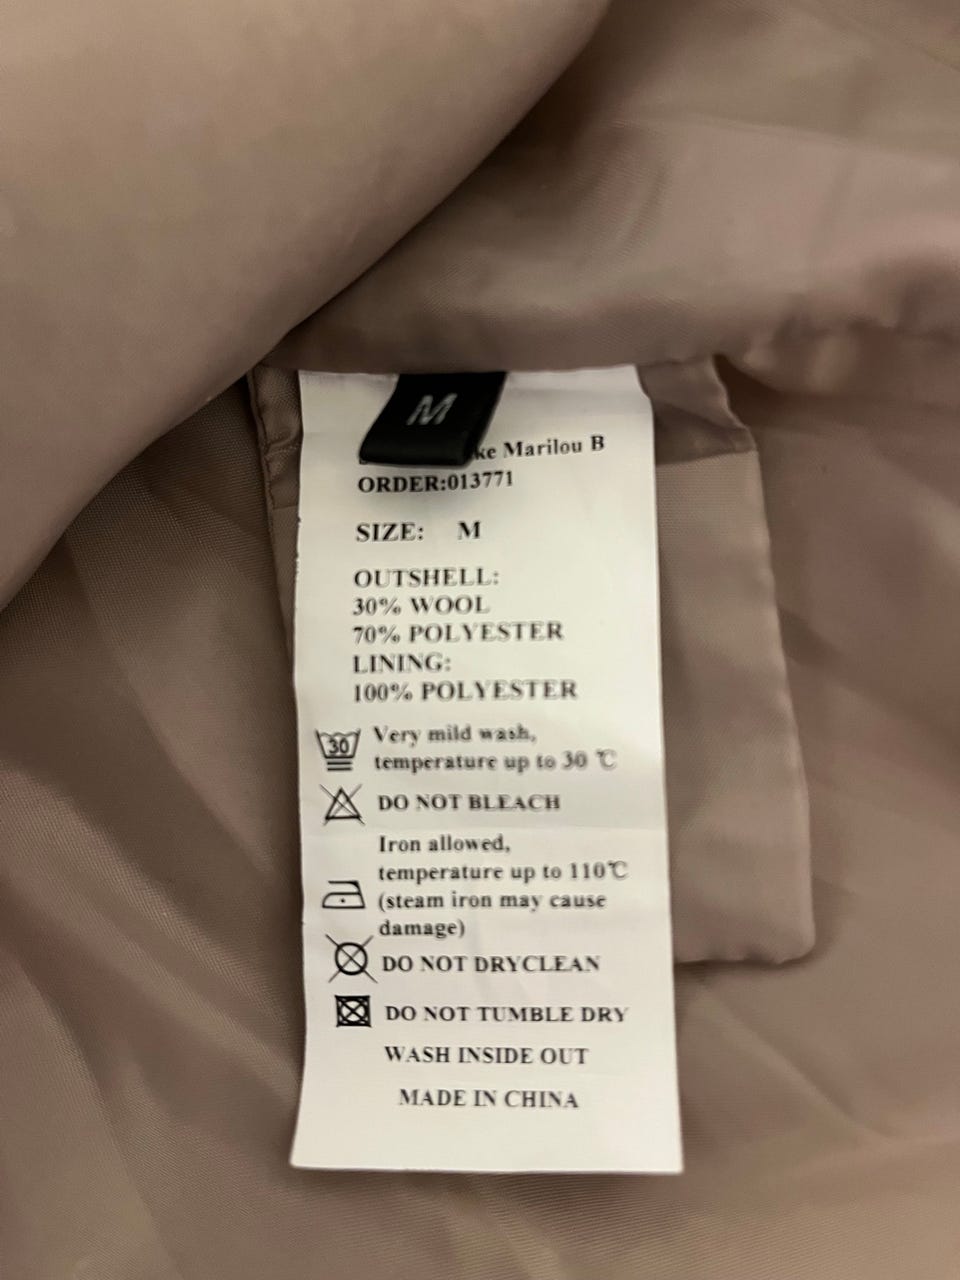 M
Marilou B
ORDER:013771
SIZE: M
OUTSHELL:
30% WOOL
70% POLYESTER
LINING:
100% POLYESTER
30
Very mild wash,
temperature up to 30 ℃
DO NOT BLEACH
Iron allowed,
temperature up to 110℃
(steam iron may cause
damage)
DO NOT DRYCLEAN
DO NOT TUMBLE DRY
WASH INSIDE OUT
MADE IN CHINA